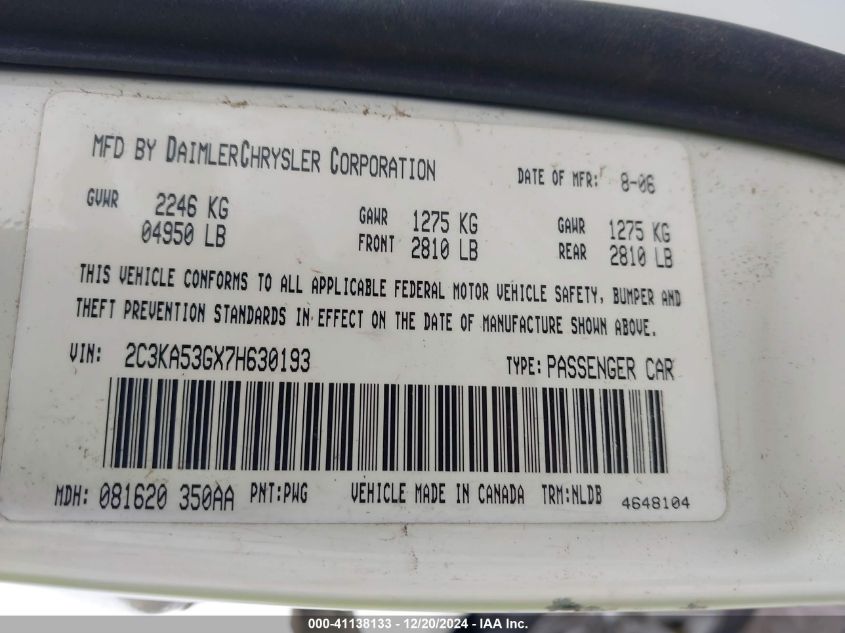 MFD BY DAIMLERCHRYSLER CORPORATION DATE OF MFR: 8-06
GVWR 2246 KG GAWR 1275 KG GAWR 1275 KG
04950 LB FRONT 2810 LB REAR 2810 LB
THIS VEHICLE CONFORMS TO ALL APPLICABLE FEDERAL MOTOR VEHICLE SAFETY, BUMPER AND
THEFT PREVENTION STANDARDS IN EFFECT ON THE DATE OF MANUFACTURE SHOWN ABOVE.
VIN: 2C3KA53GX7H630193 TYPE: PASSENGER CAR
MDH: 081620 350AA PNT:PWG VEHICLE MADE IN CANADA TRM:NLDB 4648104
000-41138133 - 12/20/2024 - IAA Inc.